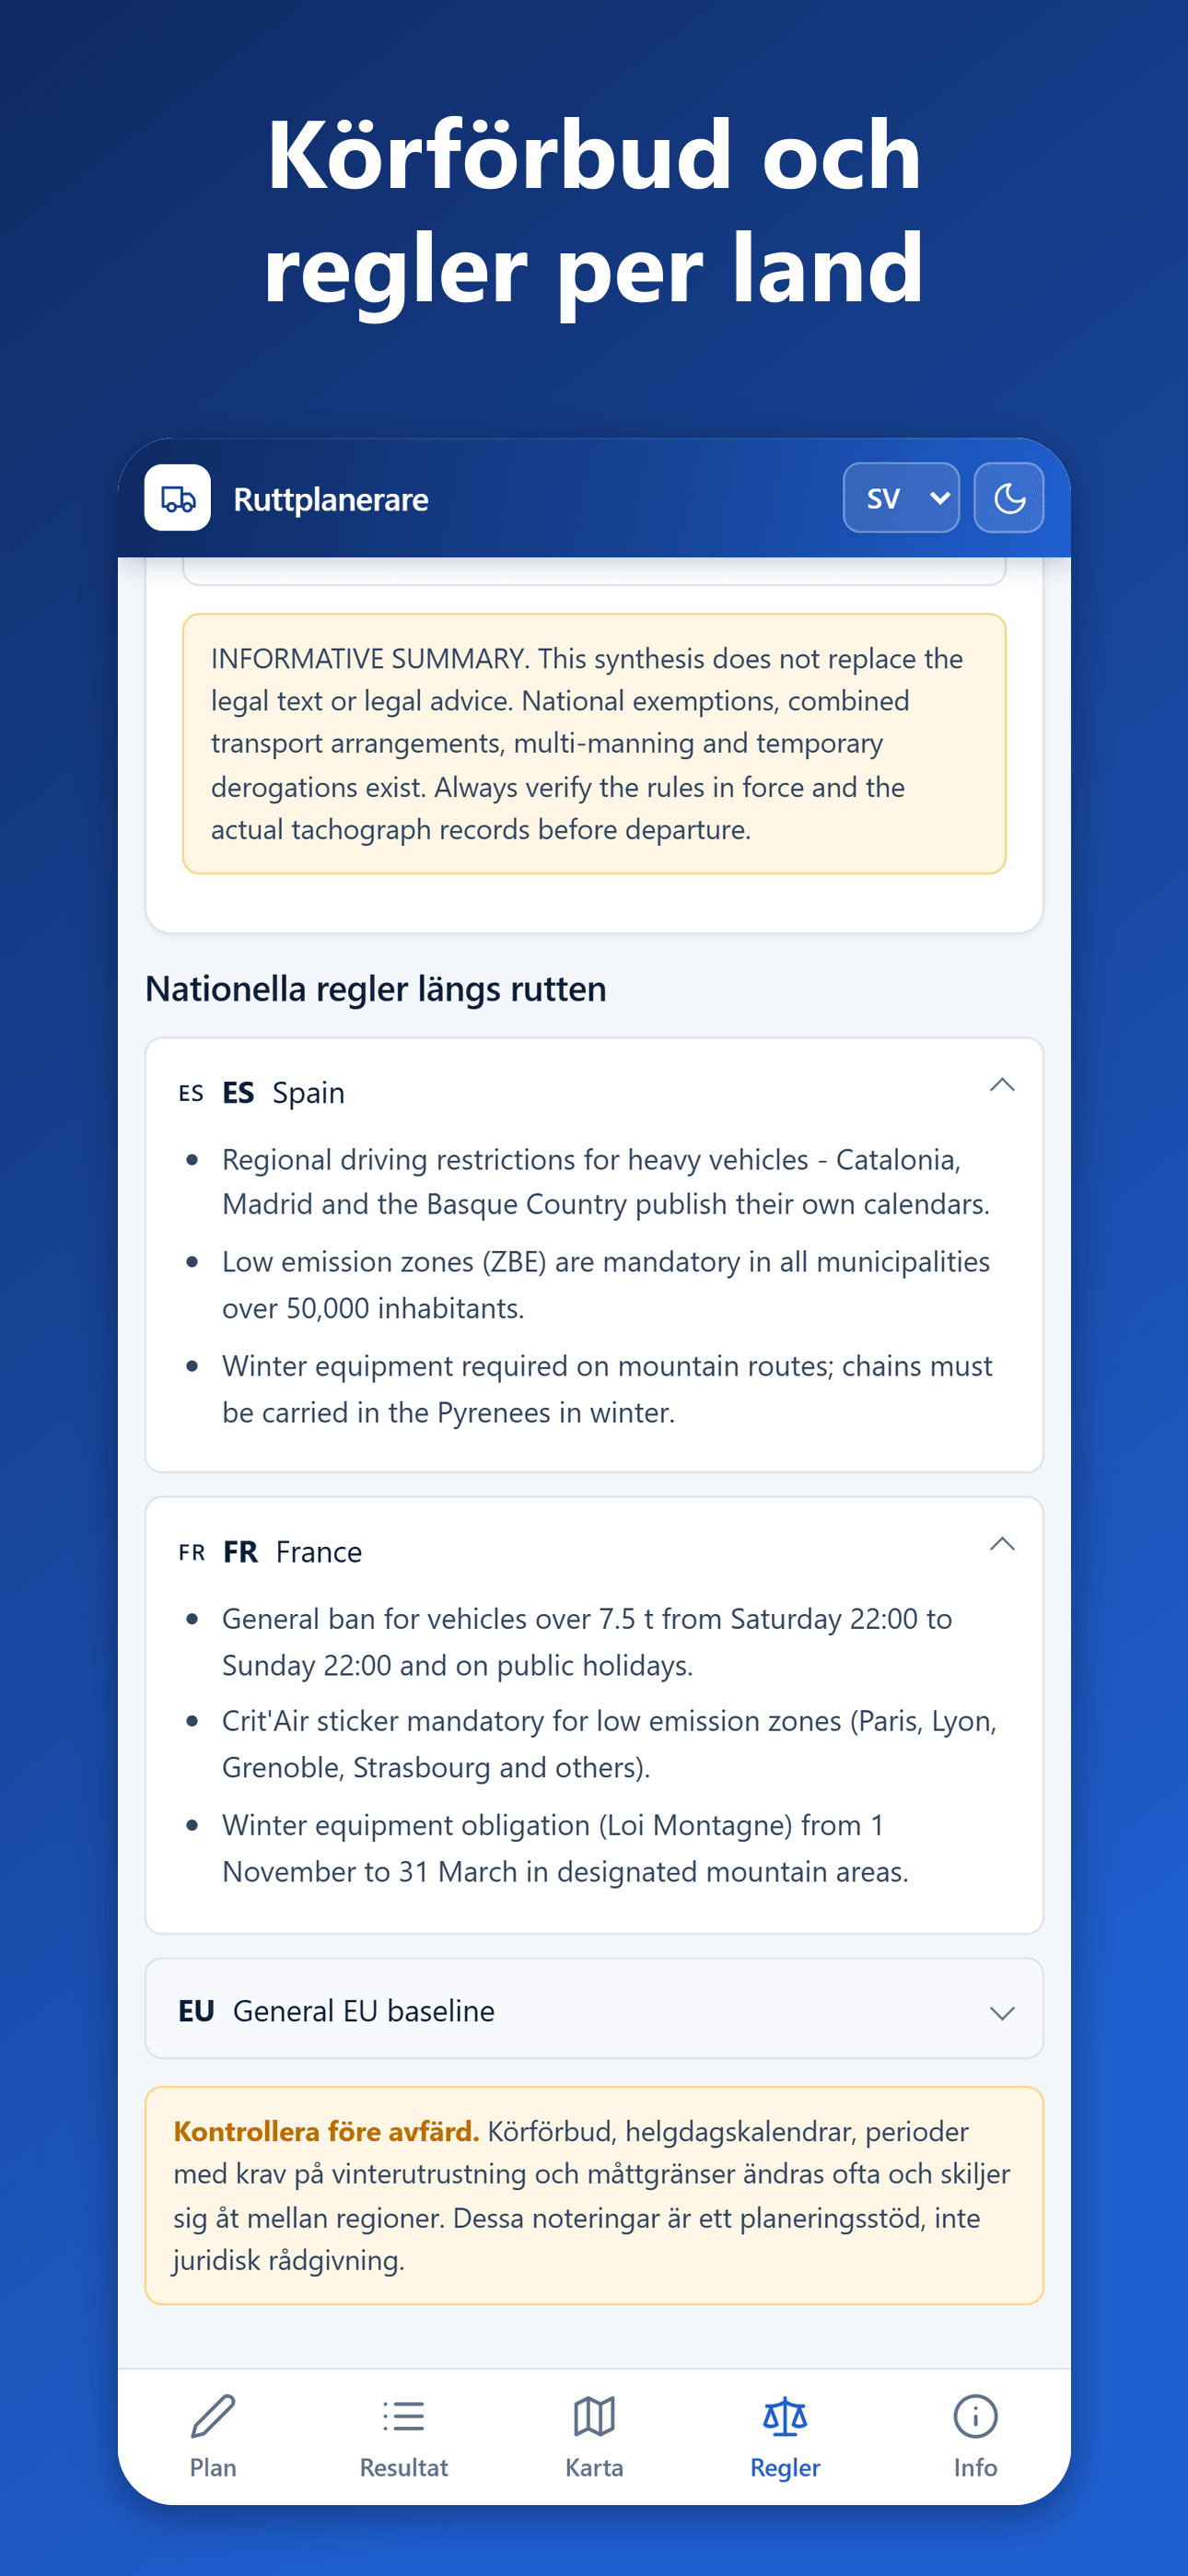 Körförbud och
regler per land
Ruttplanerare
SV
INFORMATIVE SUMMARY. This synthesis does not replace the
legal text or legal advice. National exemptions, combined
transport arrangements, multi-manning and temporary
derogations exist. Always verify the rules in force and the
actual tachograph records before departure.
Nationella regler längs rutten
ES ES Spain
• Regional driving restrictions for heavy vehicles - Catalonia,
Madrid and the Basque Country publish their own calendars.
• Low emission zones (ZBE) are mandatory in all municipalities
over 50,000 inhabitants.
• Winter equipment required on mountain routes; chains must
be carried in the Pyrenees in winter.
FR FR France
• General ban for vehicles over 7.5 t from Saturday 22:00 to
Sunday 22:00 and on public holidays.
• Crit'Air sticker mandatory for low emission zones (Paris, Lyon,
Grenoble, Strasbourg and others).
• Winter equipment obligation (Loi Montagne) from 1
November to 31 March in designated mountain areas.
EU General EU baseline
Kontrollera före avfärd. Körförbud, helgdagskalendrar, perioder
med krav på vinterutrustning och måttgränser ändras ofta och skiljer
sig åt mellan regioner. Dessa noteringar är ett planeringsstöd, inte
juridisk rådgivning.
Plan Resultat Karta Regler Info